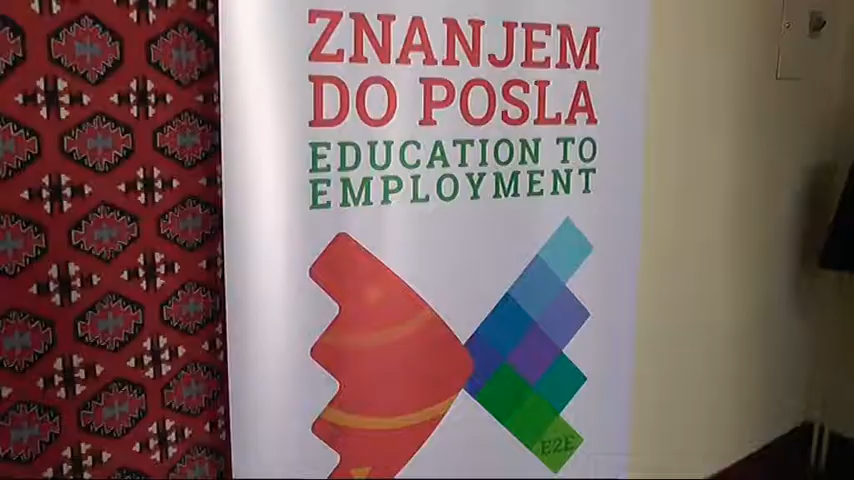 ZNANJEM
DO POSLA
EDUCATION TO
EMPLOYMENT
E2E